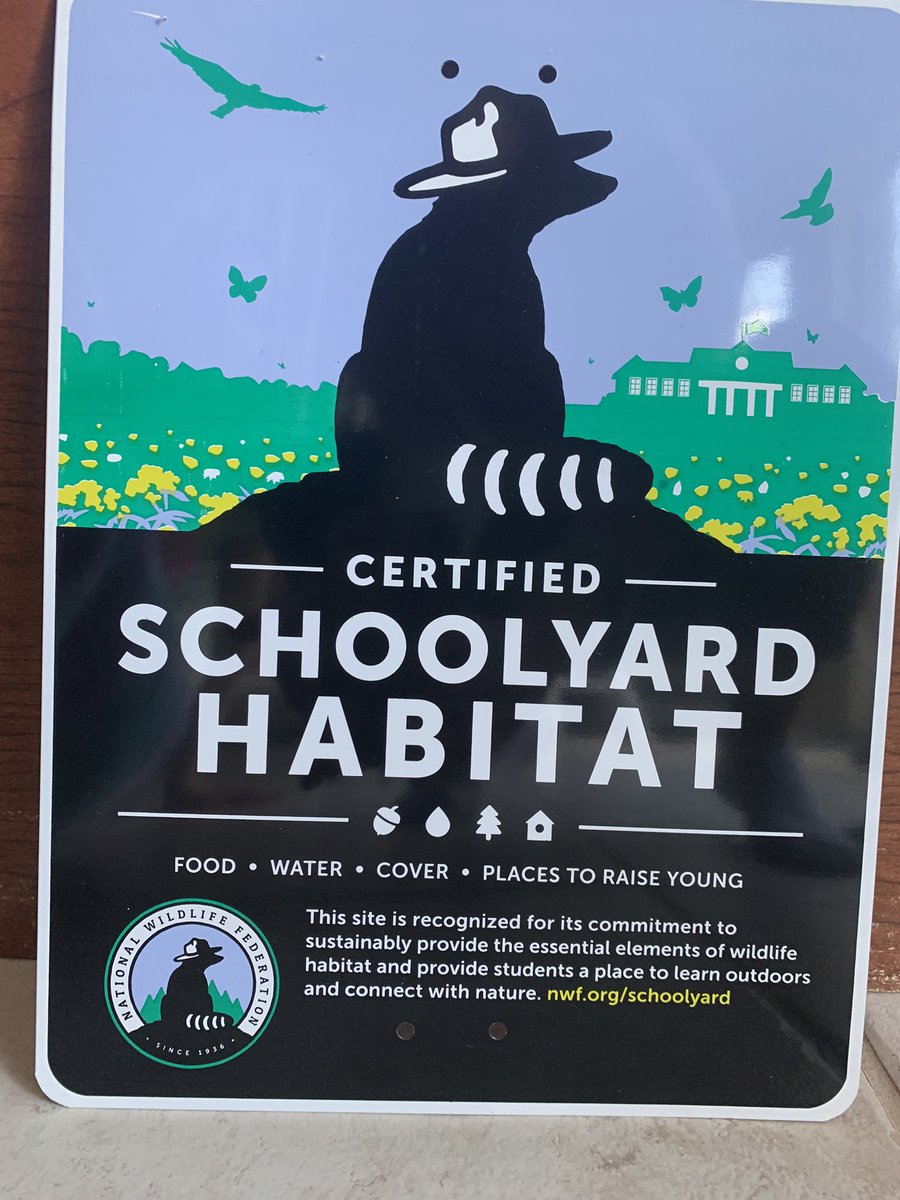 CERTIFIED
SCHOOLYARD
HABITAT
FOOD • WATER • COVER • PLACES TO RAISE YOUNG
This site is recognized for its commitment to
sustainably provide the essential elements of wildlife
habitat and provide students a place to learn outdoors
and connect with nature. nwf.org/schoolyard
NATIONAL WILDLIFE FEDERATION
• SINCE 1936 •